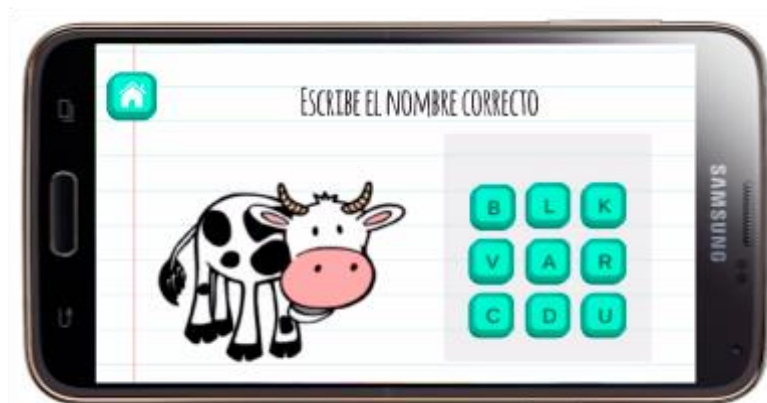 ESCRIBE EL NOMBRE CORRECTO
B L K
V A R
C D U
SAMSUNG